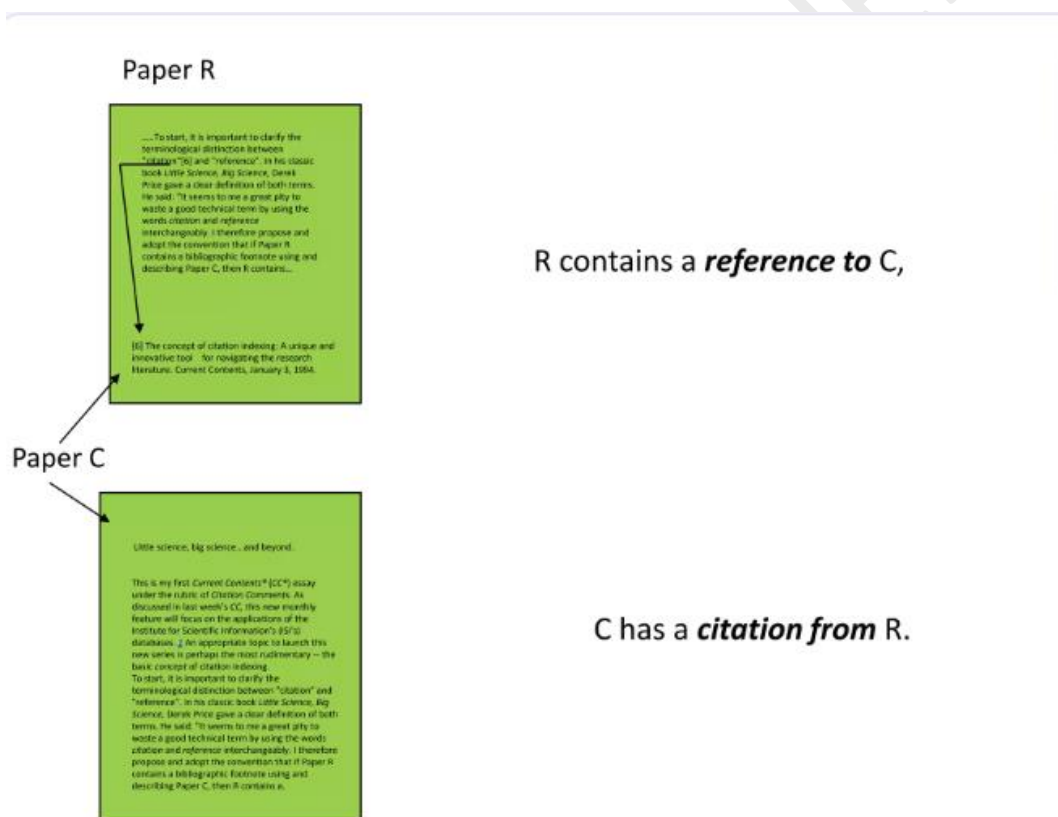 Paper R
.....To start, it is important to clarify the
terminological distinction between
"citation"[6] and "reference". In his classic
book Little Science, Big Science, Derek
Price gave a clear definition of both terms.
He said: "It seems to me a great pity to
waste a good technical term by using the
words citation and reference
interchangeably. I therefore propose and
adopt the convention that if Paper R
contains a bibliographic footnote using and
describing Paper C, then R contains...
R contains a reference to C,
[6] The concept of citation indexing: A unique and
innovative tool for navigating the research
literature. Current Contents, January 3, 1994.
Paper C
Little science, big science.. and beyond.
This is my first Current Contents® (CC®) essay
under the rubric of Citation Comments. As
discussed in last week's CC, this new monthly
feature will focus on the applications of the
Institute for Scientific Information's (ISI's)
databases. An appropriate topic to launch this
new series is perhaps the most rudimentary -- the
basic concept of citation indexing.
To start, it is important to clarify the
terminological distinction between "citation" and
"reference". In his classic book Little Science, Big
Science, Derek Price gave a clear definition of both
terms. He said: "It seems to me a great pity to
waste a good technical term by using the words
citation and reference interchangeably. I therefore
propose and adopt the convention that if Paper R
contains a bibliographic footnote using and
describing Paper C, then R contains a.
C has a citation from R.